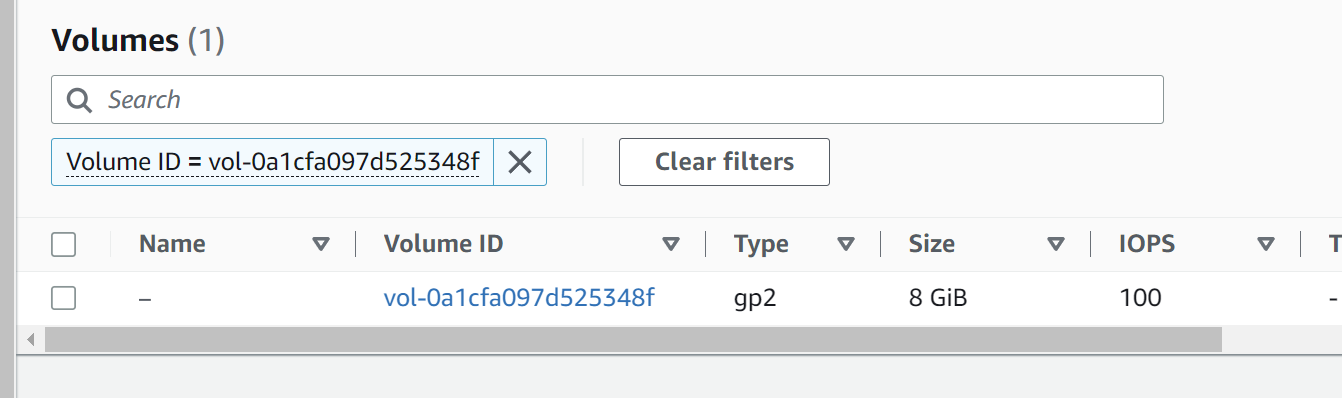 Volumes (1)
Search
Volume ID = vol-0a1cfa097d525348f Clear filters
Name Volume ID Type Size IOPS T
– vol-0a1cfa097d525348f gp2 8 GiB 100 -